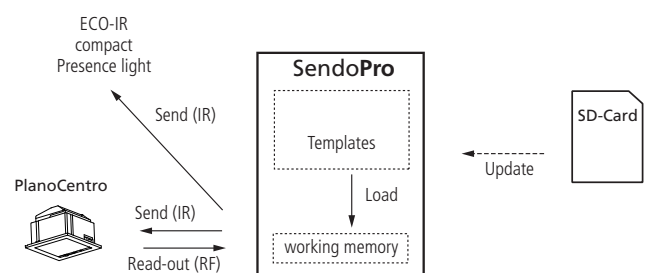 ECO-IR
compact
Presence light
Send (IR)
PlanoCentro
Send (IR)
Read-out (RF)
SendoPro
Templates
Load
working memory
Update
SD-Card